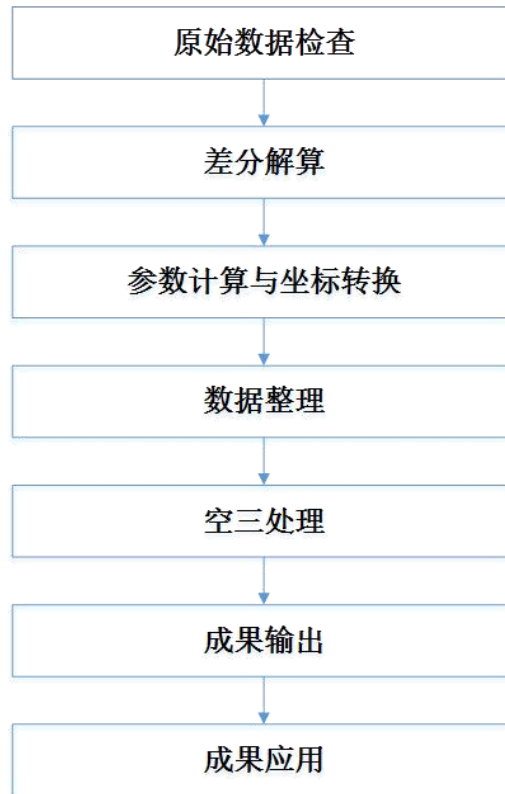 原始数据检查
差分解算
参数计算与坐标转换
数据整理
空三处理
成果输出
成果应用